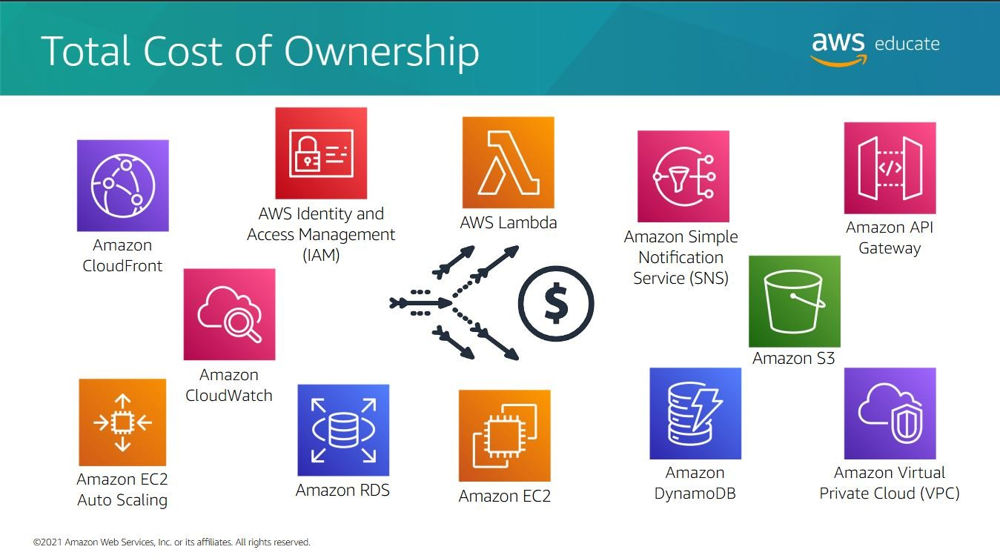 Total Cost of Ownership
aws educate
Amazon
CloudFront
AWS Identity and
Access Management
(IAM)
AWS Lambda
Amazon Simple
Notification
Service (SNS)
Amazon API
Gateway
</>
$
Amazon
CloudWatch
Amazon S3
Amazon EC2
Auto Scaling
Amazon RDS
Amazon EC2
Amazon
DynamoDB
Amazon Virtual
Private Cloud (VPC)
©2021 Amazon Web Services, Inc. or its affiliates. All rights reserved.